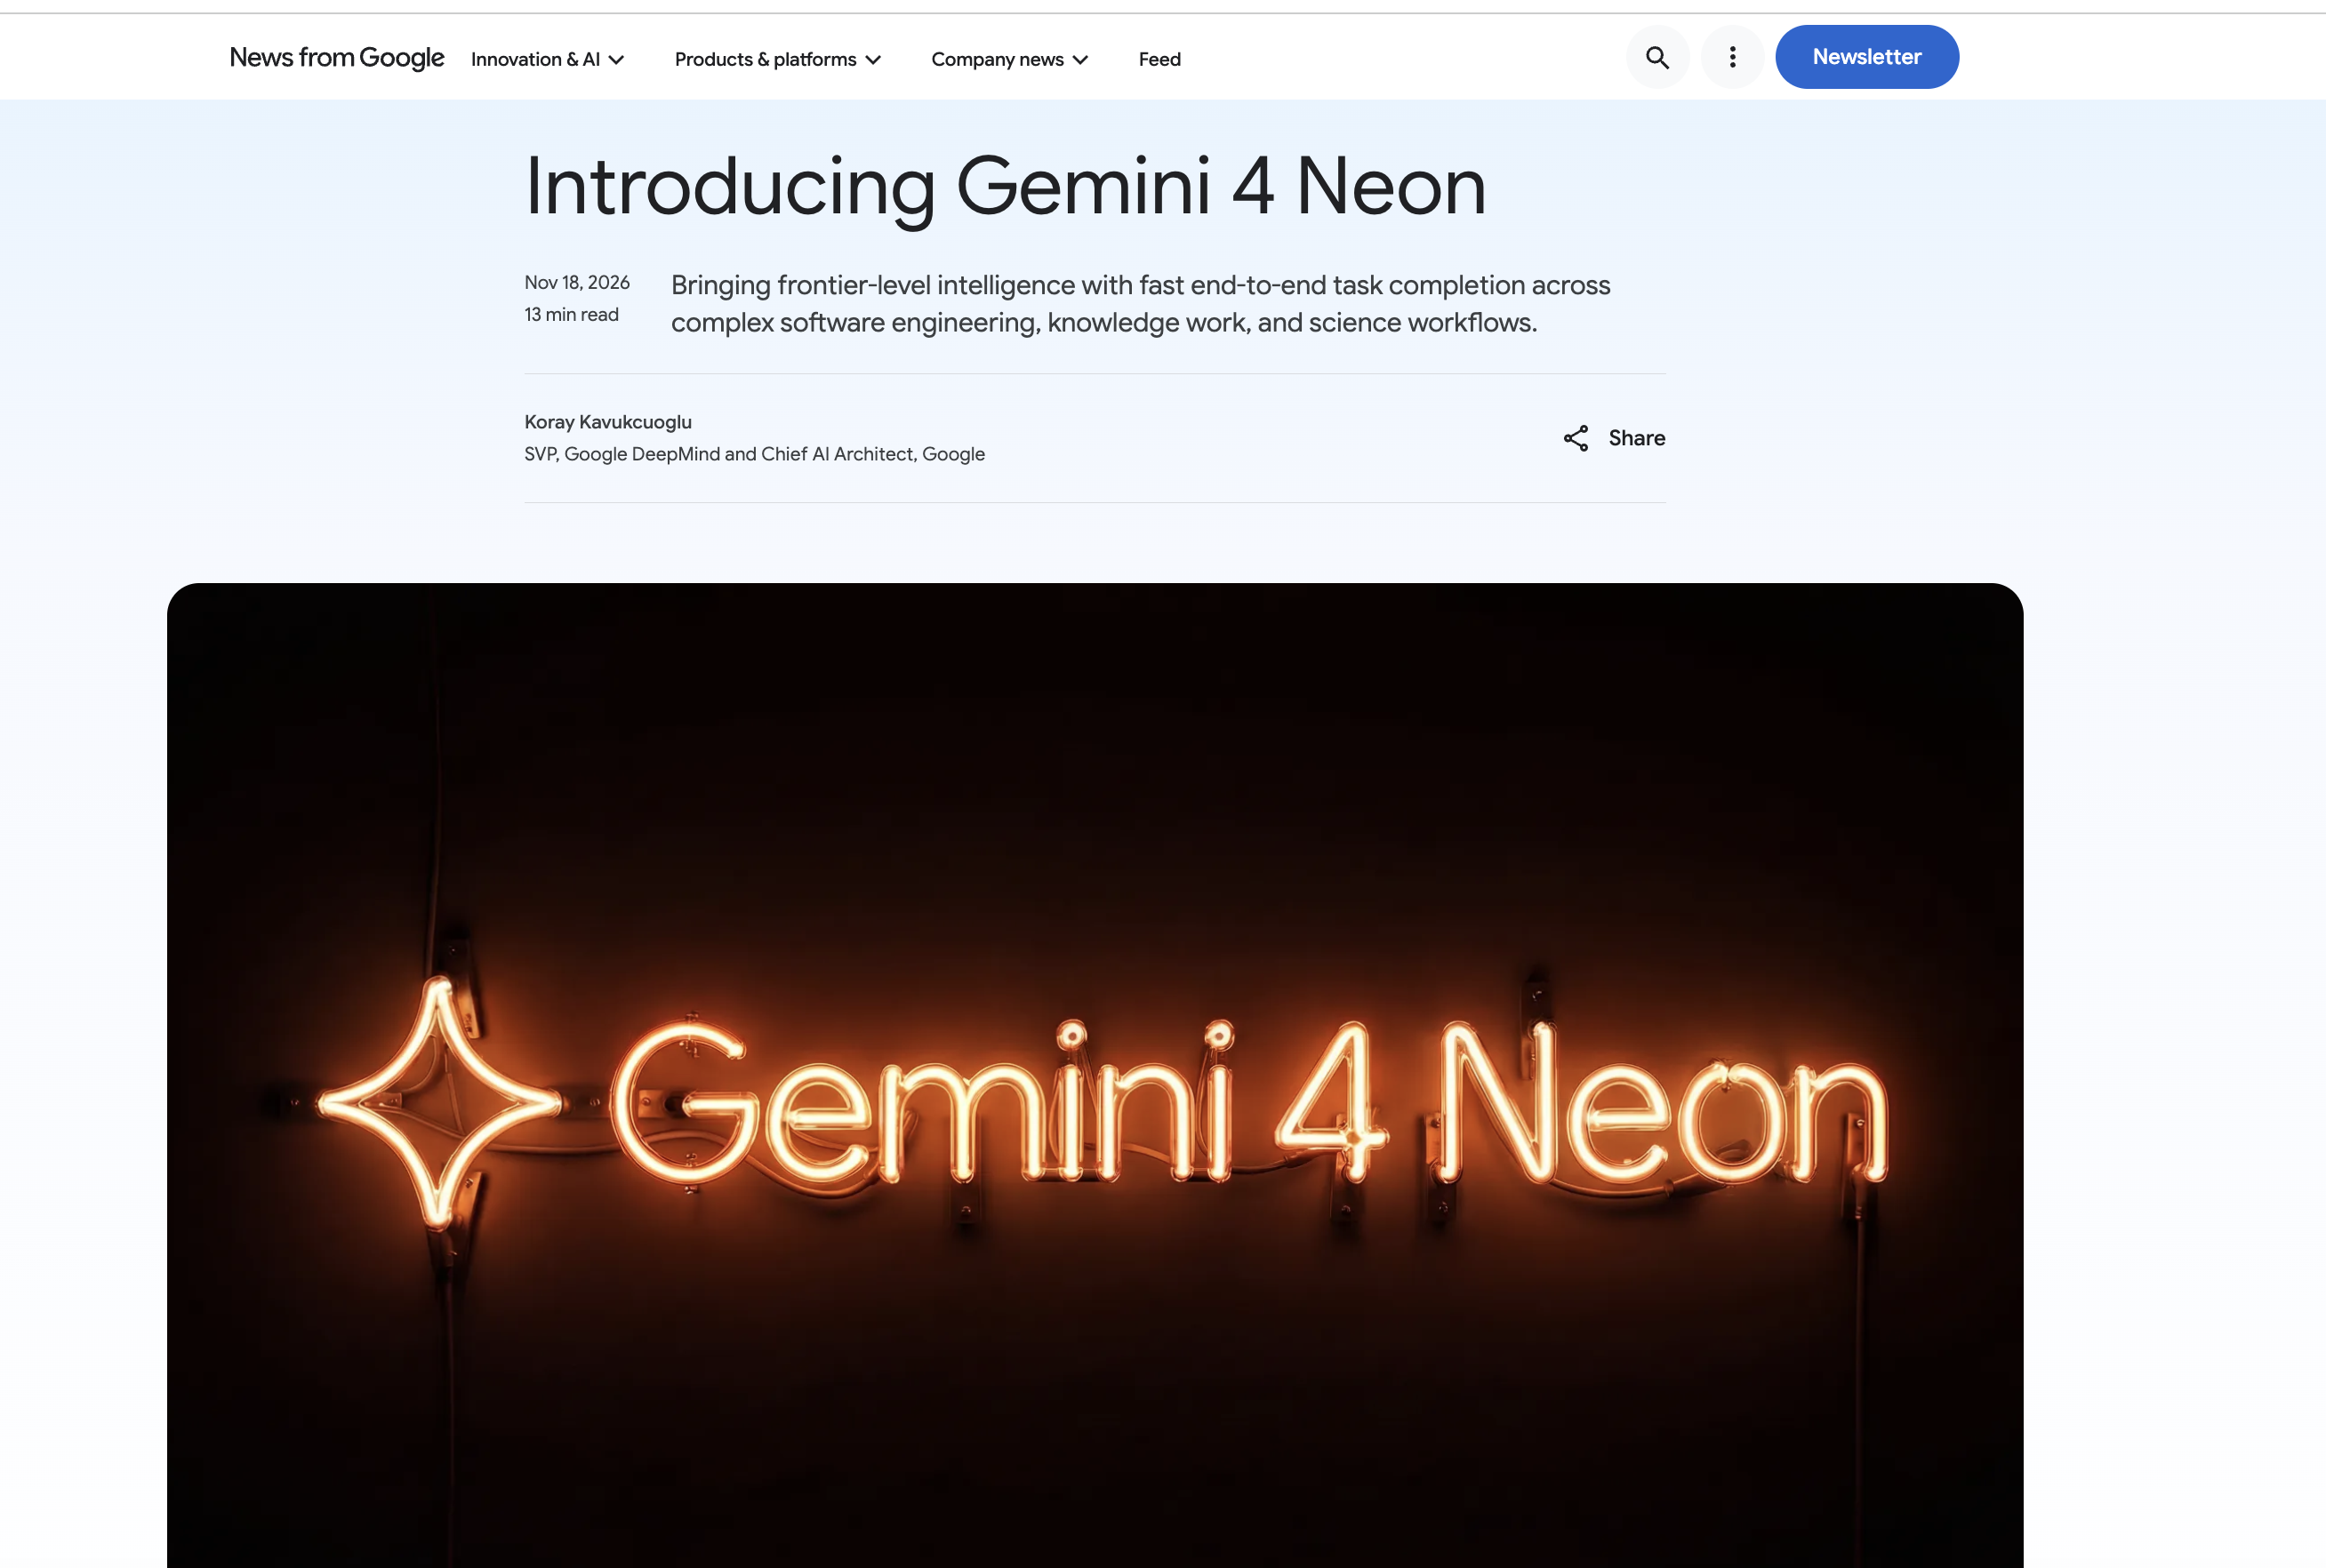 News from Google Innovation & AI Products & platforms Company news Feed Newsletter
Introducing Gemini 4 Neon
Nov 18, 2026
13 min read
Bringing frontier-level intelligence with fast end-to-end task completion across
complex software engineering, knowledge work, and science workflows.
Koray Kavukcuoglu
SVP, Google DeepMind and Chief AI Architect, Google
Share
Gemini 4 Neon